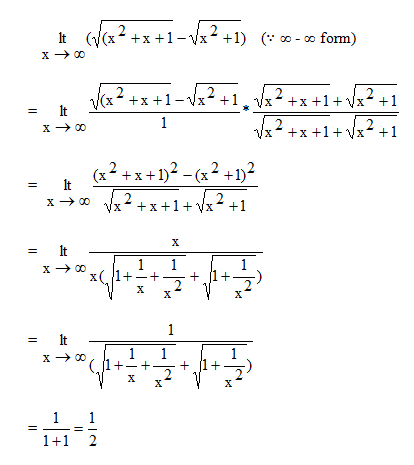 lt x → ∞ (√(x² + x + 1 − √x² + 1) (∵ ∞ - ∞ form)
= lt x → ∞ √(x² + x + 1 − √x² + 1 / 1 * √x² + x + 1 + √x² + 1 / √x² + x + 1 + √x² + 1
= lt x → ∞ (x² + x + 1)² − (x² + 1)² / √x² + x + 1 + √x² + 1
= lt x → ∞ x / x(√1 + 1/x + 1/x² + √1 + 1/x²)
= lt x → ∞ 1 / (√1 + 1/x + 1/x² + √1 + 1/x²)
= 1/1+1 = 1/2